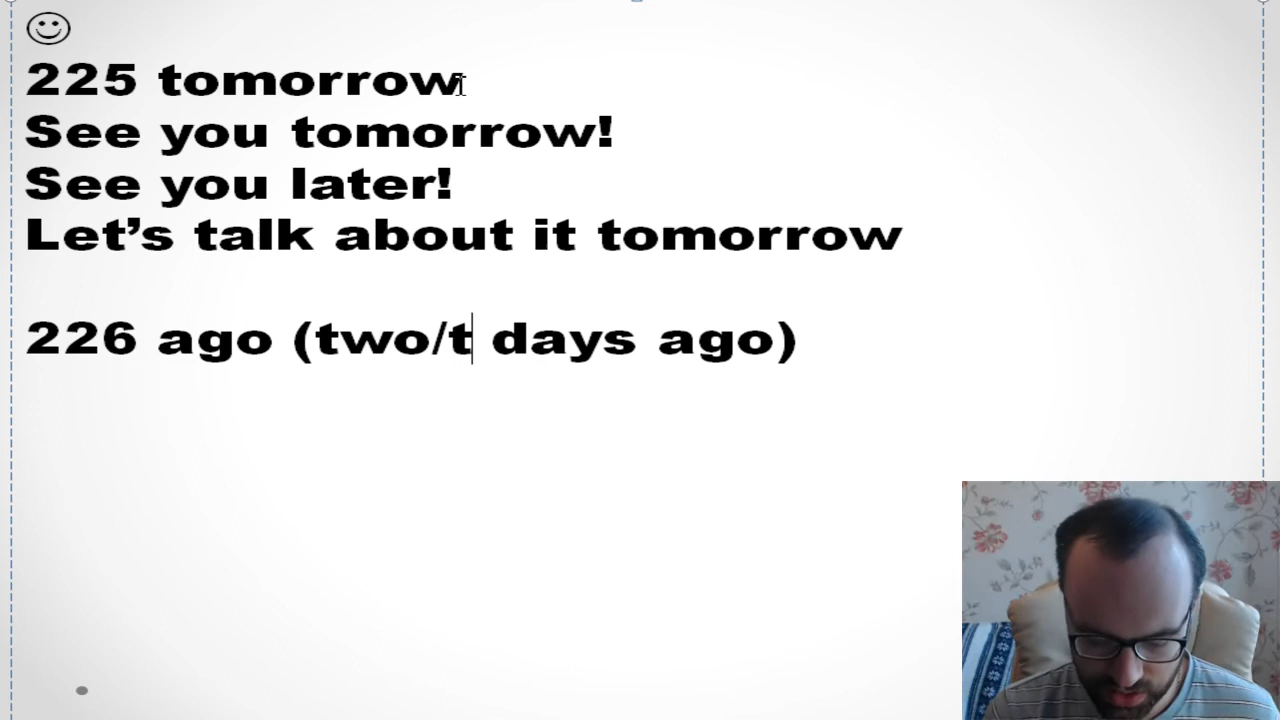 225 tomorrow
See you tomorrow!
See you later!
Let’s talk about it tomorrow
226 ago (two/t days ago)